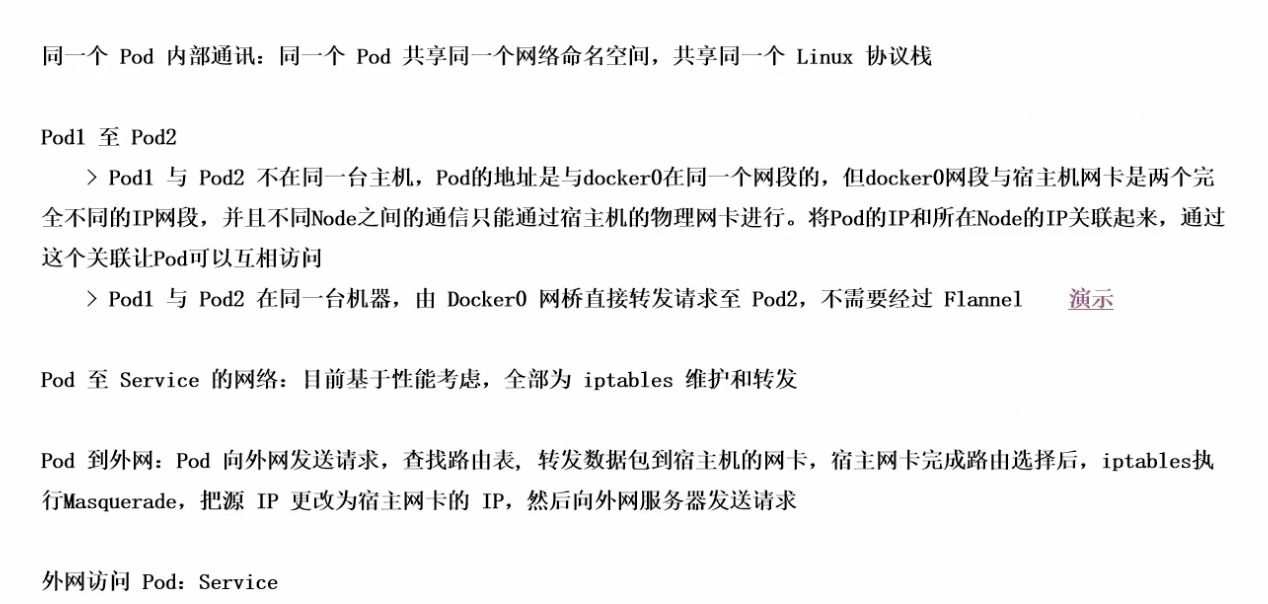 同一个 Pod 内部通讯：同一个 Pod 共享同一个网络命名空间，共享同一个 Linux 协议栈
Pod1 至 Pod2
> Pod1 与 Pod2 不在同一台主机，Pod的地址是与docker0在同一个网段的，但docker0网段与宿主机网卡是两个完
全不同的IP网段，并且不同Node之间的通信只能通过宿主机的物理网卡进行。将Pod的IP和所在Node的IP关联起来，通过
这个关联让Pod可以互相访问
> Pod1 与 Pod2 在同一台机器，由 Docker0 网桥直接转发请求至 Pod2，不需要经过 Flannel 演示
Pod 至 Service 的网络：目前基于性能考虑，全部为 iptables 维护和转发
Pod 到外网：Pod 向外网发送请求，查找路由表, 转发数据包到宿主机的网卡，宿主网卡完成路由选择后，iptables执
行Masquerade，把源 IP 更改为宿主网卡的 IP，然后向外网服务器发送请求
外网访问 Pod：Service